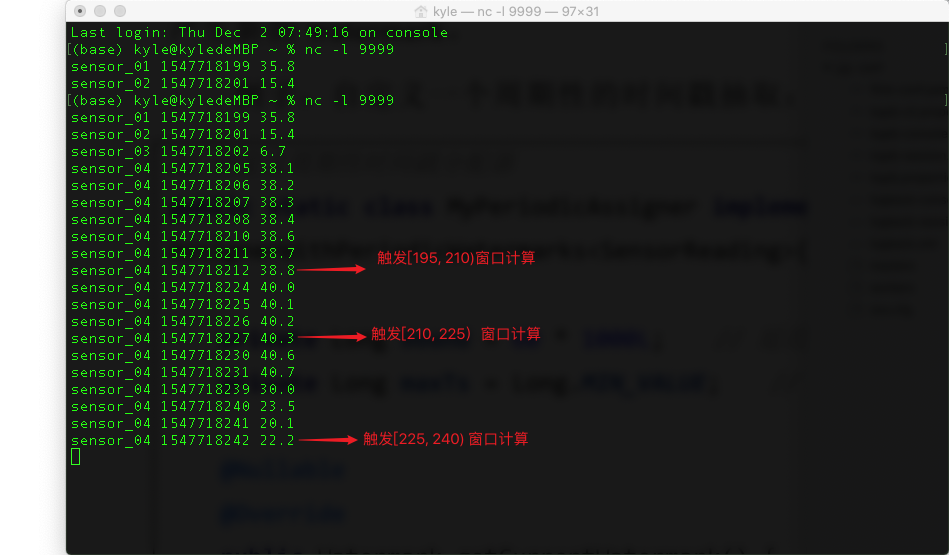 kyle — nc -l 9999 — 97×31
Last login: Thu Dec  2 07:49:16 on console
[(base) kyle@kyledeMBP ~ % nc -l 9999 ]
sensor_01 1547718199 35.8
sensor_02 1547718201 15.4
[(base) kyle@kyledeMBP ~ % nc -l 9999 ]
sensor_01 1547718199 35.8
sensor_02 1547718201 15.4
sensor_03 1547718202 6.7
sensor_04 1547718205 38.1
sensor_04 1547718206 38.2
sensor_04 1547718207 38.3
sensor_04 1547718208 38.4
sensor_04 1547718210 38.6
sensor_04 1547718211 38.7
触发[195, 210)窗口计算
sensor_04 1547718212 38.8
sensor_04 1547718224 40.0
sensor_04 1547718225 40.1
sensor_04 1547718226 40.2
sensor_04 1547718227 40.3
触发[210, 225）窗口计算
sensor_04 1547718230 40.6
sensor_04 1547718231 40.7
sensor_04 1547718239 30.0
sensor_04 1547718240 23.5
sensor_04 1547718241 20.1
sensor_04 1547718242 22.2
触发[225, 240) 窗口计算